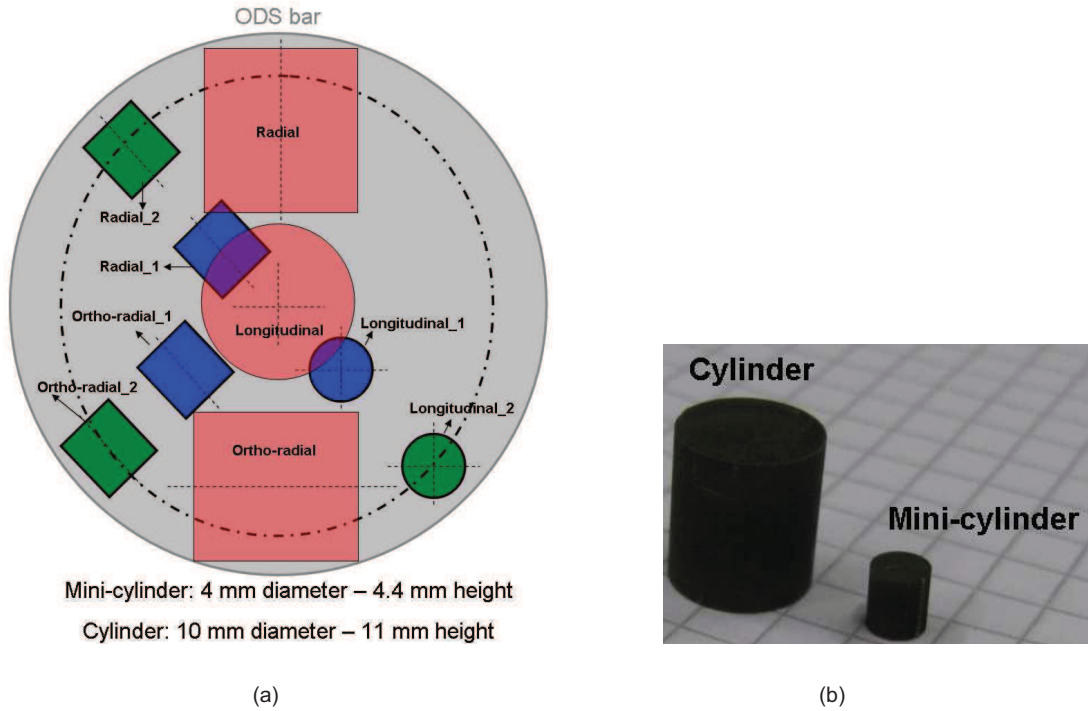 ODS bar
Radial
Radial_2
Radial_1
Ortho-radial_1
Longitudinal
Longitudinal_1
Ortho-radial_2
Longitudinal_2
Ortho-radial
Mini-cylinder: 4 mm diameter – 4.4 mm height
Cylinder: 10 mm diameter – 11 mm height
Cylinder
Mini-cylinder
(a)
(b)